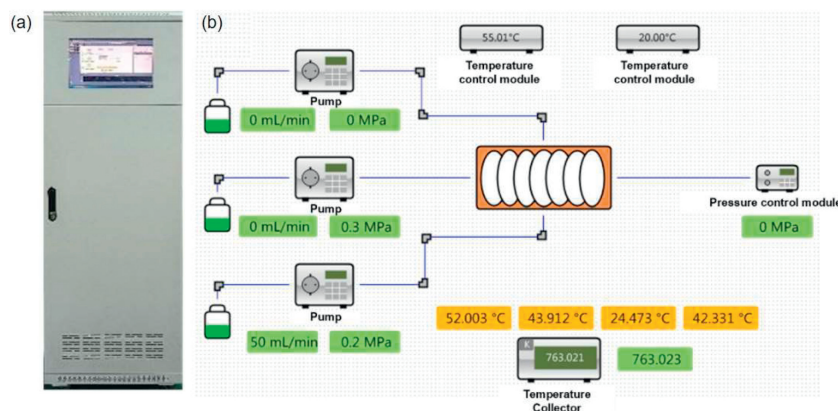 (a)
(b)
55.01°C
20.00°C
Temperature
control module
Temperature
control module
Pump
0 mL/min
0 MPa
Pump
0 mL/min
0.3 MPa
Pressure control module
0 MPa
Pump
50 mL/min
0.2 MPa
52.003 °C
43.912 °C
24.473 °C
42.331 °C
K
763.021
763.023
Temperature
Collector